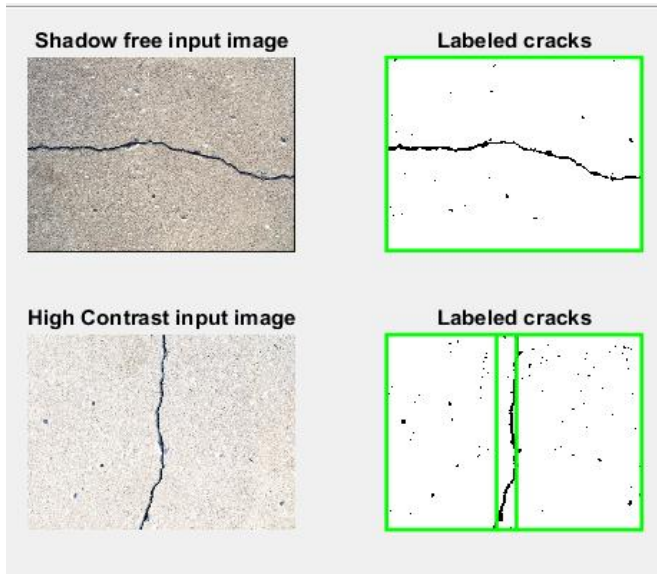 Shadow free input image
Labeled cracks
High Contrast input image
Labeled cracks